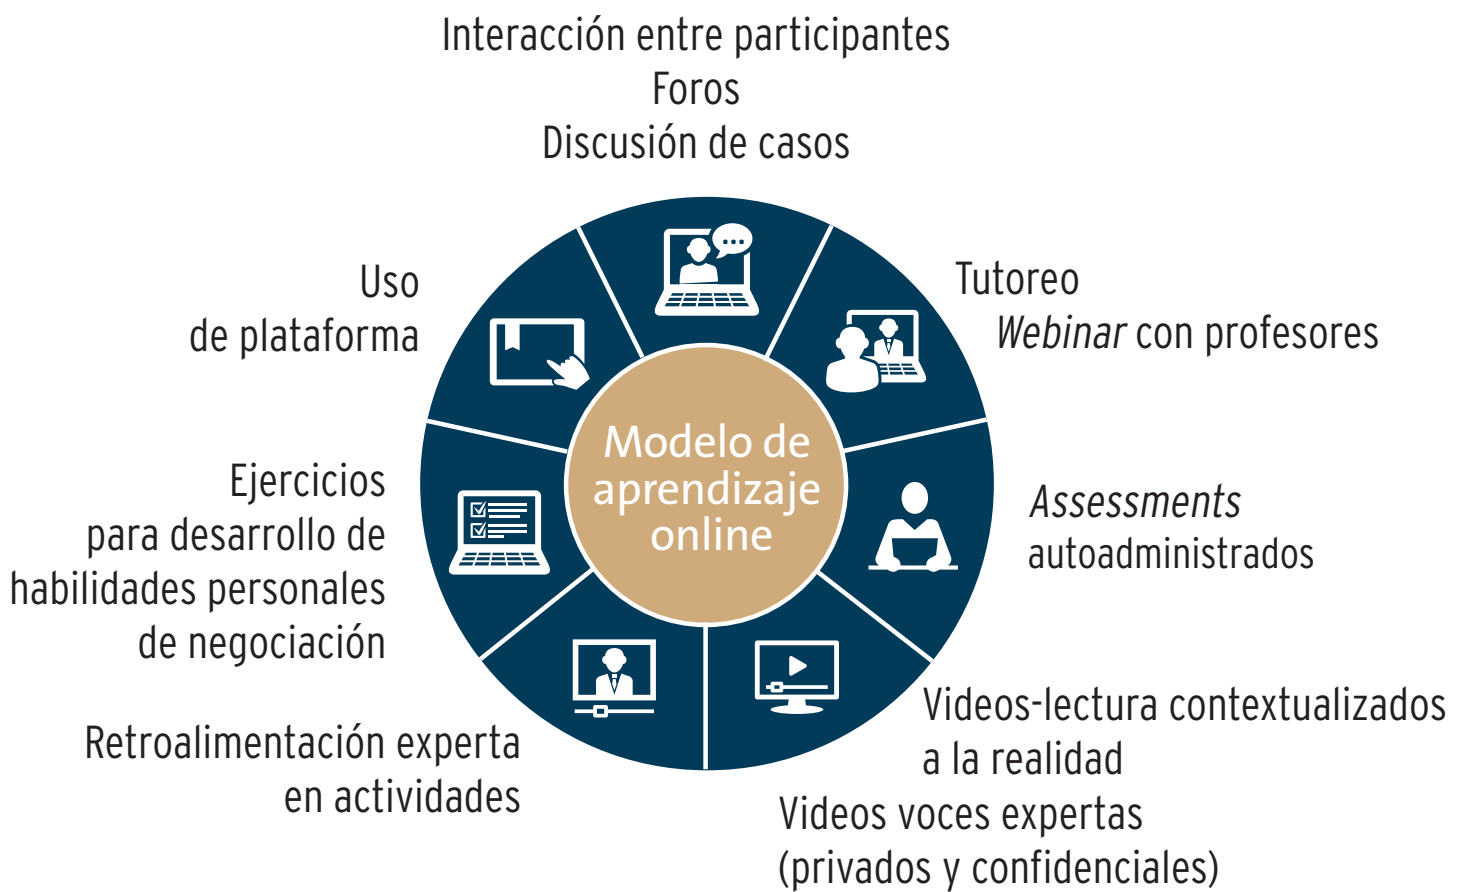 Interacción entre participantes
Foros
Discusión de casos
Uso
de plataforma
Tutoreo
Webinar con profesores
Modelo de
aprendizaje
online
Ejercicios
para desarrollo de
habilidades personales
de negociación
Assessments
autoadministrados
Retroalimentación experta
en actividades
Videos-lectura contextualizados
a la realidad
Videos voces expertas
(privados y confidenciales)